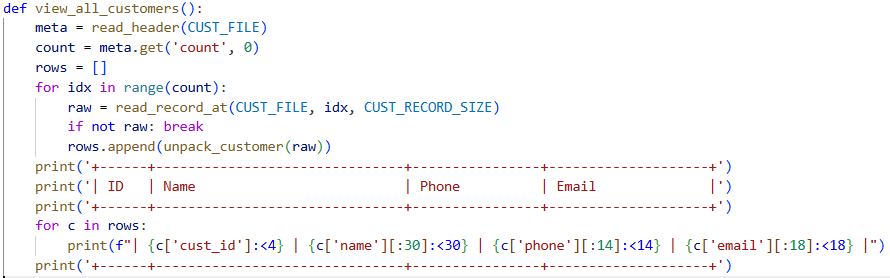 def view_all_customers():
    meta = read_header(CUST_FILE)
    count = meta.get('count', 0)
    rows = []
    for idx in range(count):
        raw = read_record_at(CUST_FILE, idx, CUST_RECORD_SIZE)
        if not raw: break
        rows.append(unpack_customer(raw))
    print('+------+-------------------------------+----------------+--------------------+')
    print('| ID   | Name                          | Phone          | Email              |')
    print('+------+-------------------------------+----------------+--------------------+')
    for c in rows:
        print(f"| {c['cust_id']:<4} | {c['name'][:30]:<30} | {c['phone'][:14]:<14} | {c['email'][:18]:<18} |")
    print('+------+-------------------------------+----------------+--------------------+')